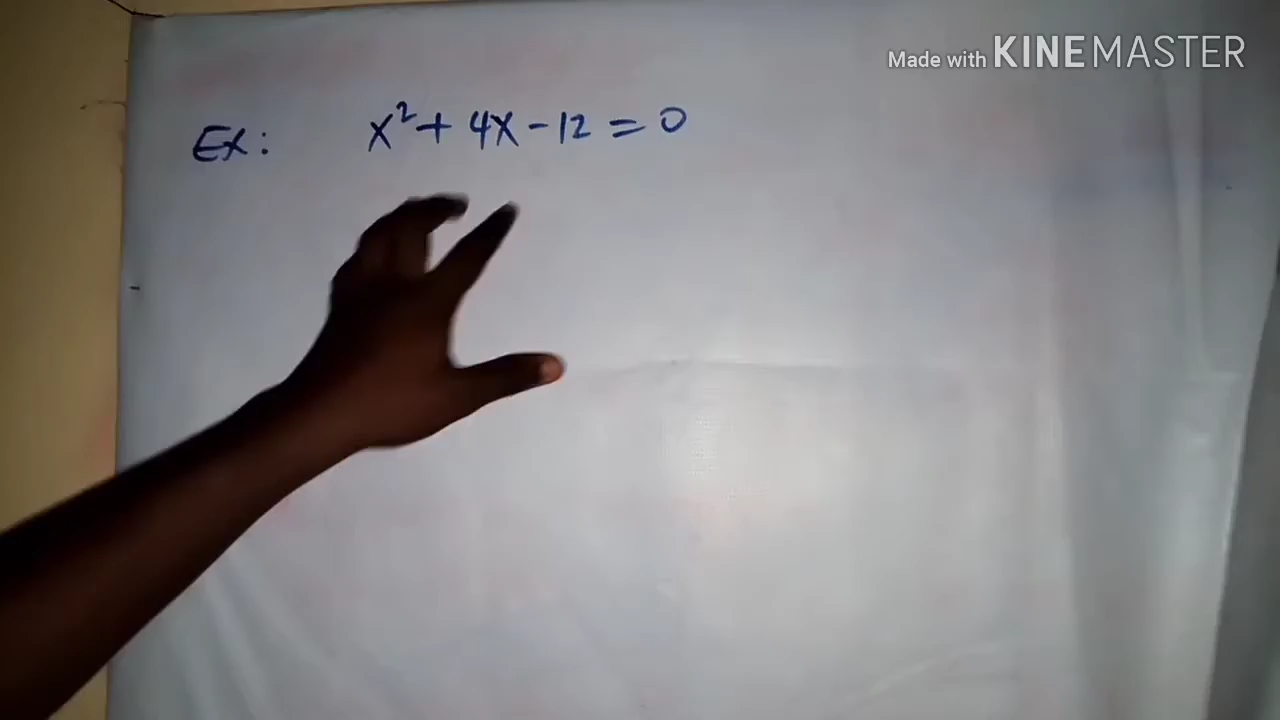 Made with KINEMASTER
Ex: x² + 4x - 12 = 0